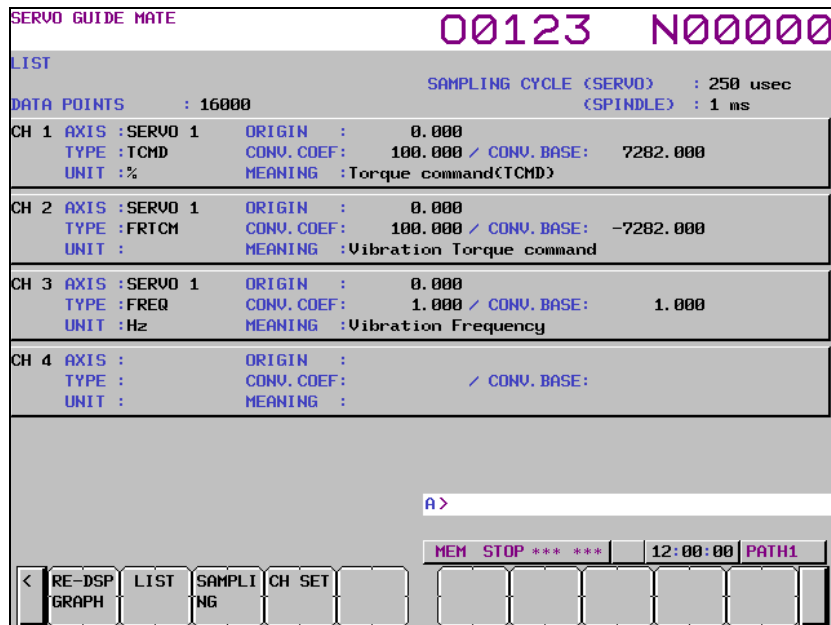 SERVO GUIDE MATE
O0123 N00000
LIST
SAMPLING CYCLE (SERVO) : 250 usec
DATA POINTS : 16000 (SPINDLE) : 1 ms
CH 1 AXIS :SERVO 1 ORIGIN : 0.000
TYPE :TCMD CONV.COEF: 100.000 / CONV.BASE: 7282.000
UNIT :% MEANING :Torque command(TCMD)
CH 2 AXIS :SERVO 1 ORIGIN : 0.000
TYPE :FRTCM CONV.COEF: 100.000 / CONV.BASE: -7282.000
UNIT : MEANING :Vibration Torque command
CH 3 AXIS :SERVO 1 ORIGIN : 0.000
TYPE :FREQ CONV.COEF: 1.000 / CONV.BASE: 1.000
UNIT :Hz MEANING :Vibration Frequency
CH 4 AXIS : ORIGIN :
TYPE : CONV.COEF: / CONV.BASE:
UNIT : MEANING :
A>
MEM STOP *** *** 12:00:00 PATH1
< RE-DSP LIST SAMPLI CH SET
GRAPH NG